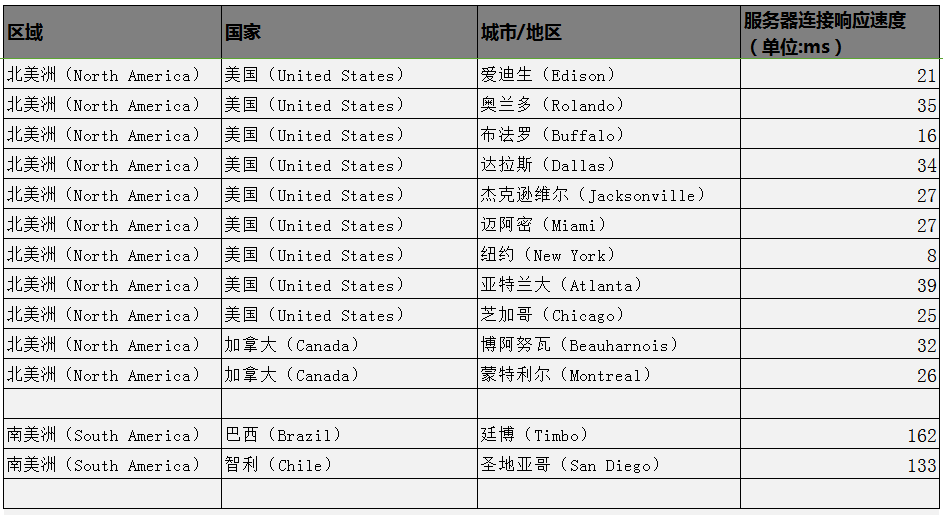 区域 国家 城市/地区 服务器连接响应速度
（单位:ms）
北美洲（North America） 美国（United States） 爱迪生（Edison） 21
北美洲（North America） 美国（United States） 奥兰多（Rolando） 35
北美洲（North America） 美国（United States） 布法罗（Buffalo） 16
北美洲（North America） 美国（United States） 达拉斯（Dallas） 34
北美洲（North America） 美国（United States） 杰克逊维尔（Jacksonville） 27
北美洲（North America） 美国（United States） 迈阿密（Miami） 27
北美洲（North America） 美国（United States） 纽约（New York） 8
北美洲（North America） 美国（United States） 亚特兰大（Atlanta） 39
北美洲（North America） 美国（United States） 芝加哥（Chicago） 25
北美洲（North America） 加拿大（Canada） 博阿努瓦（Beauharnois） 32
北美洲（North America） 加拿大（Canada） 蒙特利尔（Montreal） 26
南美洲（South America） 巴西（Brazil） 廷博（Timbo） 162
南美洲（South America） 智利（Chile） 圣地亚哥（San Diego） 133